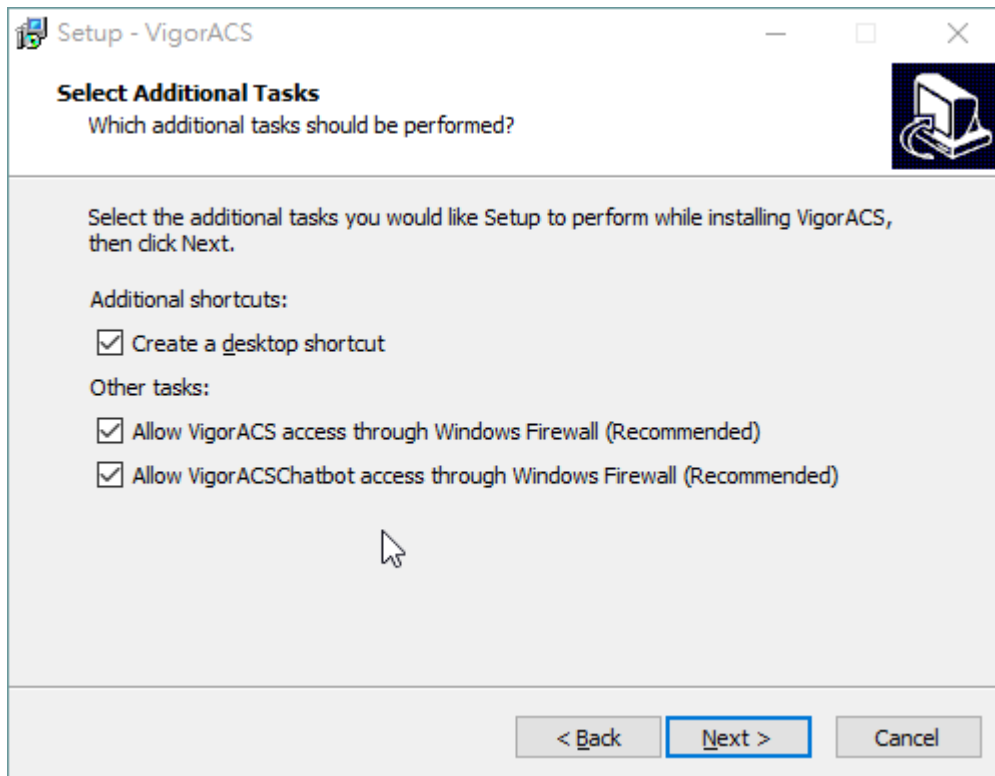 Setup - VigorACS
Select Additional Tasks
Which additional tasks should be performed?
Select the additional tasks you would like Setup to perform while installing VigorACS,
then click Next.
Additional shortcuts:
Create a desktop shortcut
Other tasks:
Allow VigorACS access through Windows Firewall (Recommended)
Allow VigorACSChatbot access through Windows Firewall (Recommended)
< Back Next > Cancel